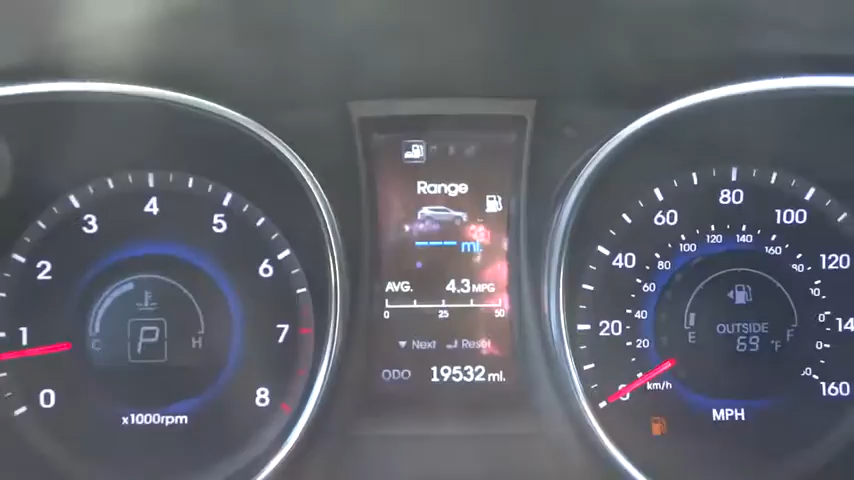 0
1
2
3
4
5
6
7
8
x1000rpm
C
H
P
Range
--- mi.
AVG. 4.3 MPG
0 25 50
Next Reset
ODO 19532 mi.
0
20
40
60
80
100
120
14
160
20
40
60
80
100
120
140
160
km/h
MPH
E
F
OUTSIDE
69 °F